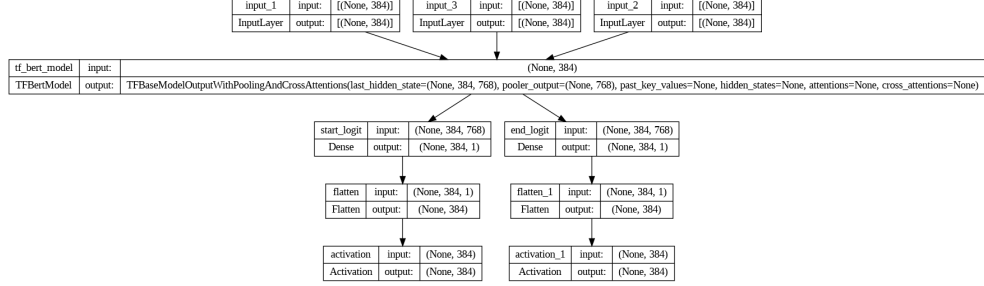 input_1 input: [(None, 384)] input_3 input: [(None, 384)] input_2 input: [(None, 384)]
InputLayer output: [(None, 384)] InputLayer output: [(None, 384)] InputLayer output: [(None, 384)]
tf_bert_model input: (None, 384)
TFBertModel output: TFBaseModelOutputWithPoolingAndCrossAttentions(last_hidden_state=(None, 384, 768), pooler_output=(None, 768), past_key_values=None, hidden_states=None, attentions=None, cross_attentions=None)
start_logit input: (None, 384, 768) end_logit input: (None, 384, 768)
Dense output: (None, 384, 1) Dense output: (None, 384, 1)
flatten input: (None, 384, 1) flatten_1 input: (None, 384, 1)
Flatten output: (None, 384) Flatten output: (None, 384)
activation input: (None, 384) activation_1 input: (None, 384)
Activation output: (None, 384) Activation output: (None, 384)